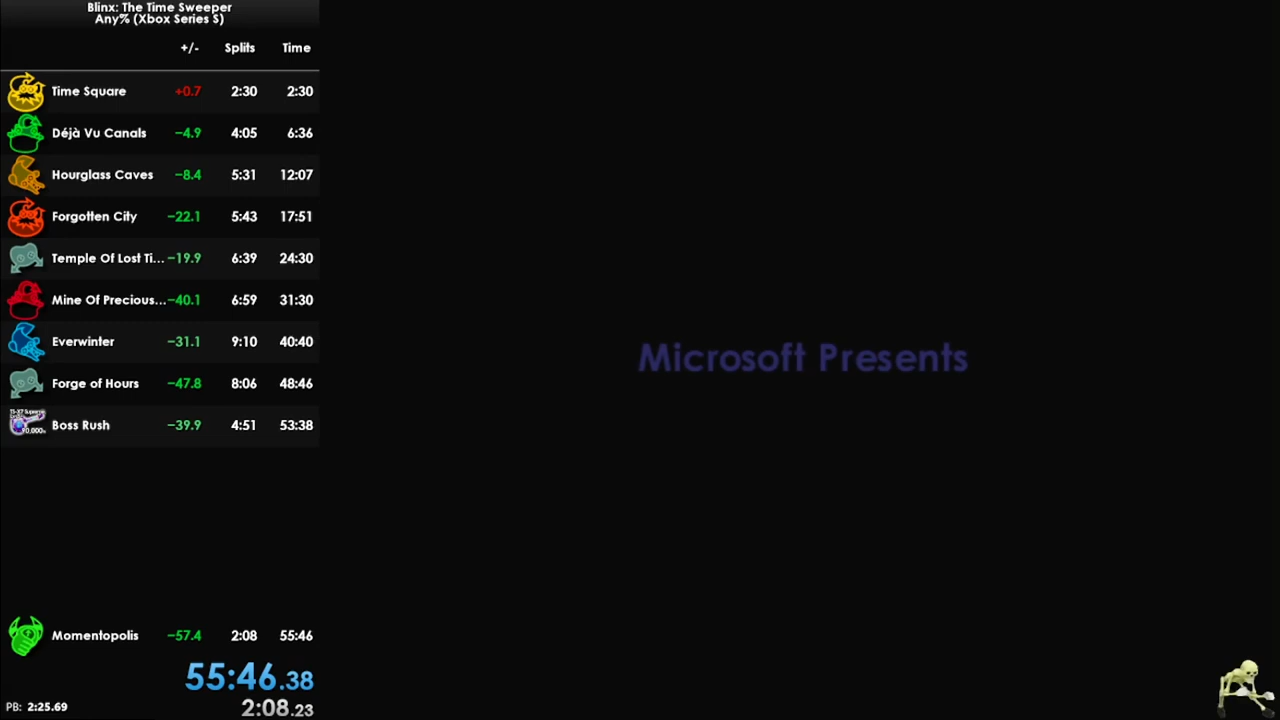 Blinx: The Time Sweeper
Any% (Xbox Series S)
+/- Splits Time
Time Square +0.7 2:30 2:30
Déjà Vu Canals −4.9 4:05 6:36
Hourglass Caves −8.4 5:31 12:07
Forgotten City −22.1 5:43 17:51
Temple Of Lost Ti... −19.9 6:39 24:30
Mine Of Precious... −40.1 6:59 31:30
Everwinter −31.1 9:10 40:40
Forge of Hours −47.8 8:06 48:46
Boss Rush −39.9 4:51 53:38
Momentopolis −57.4 2:08 55:46
55:46.38
PB: 2:25.69 2:08.23
Microsoft Presents